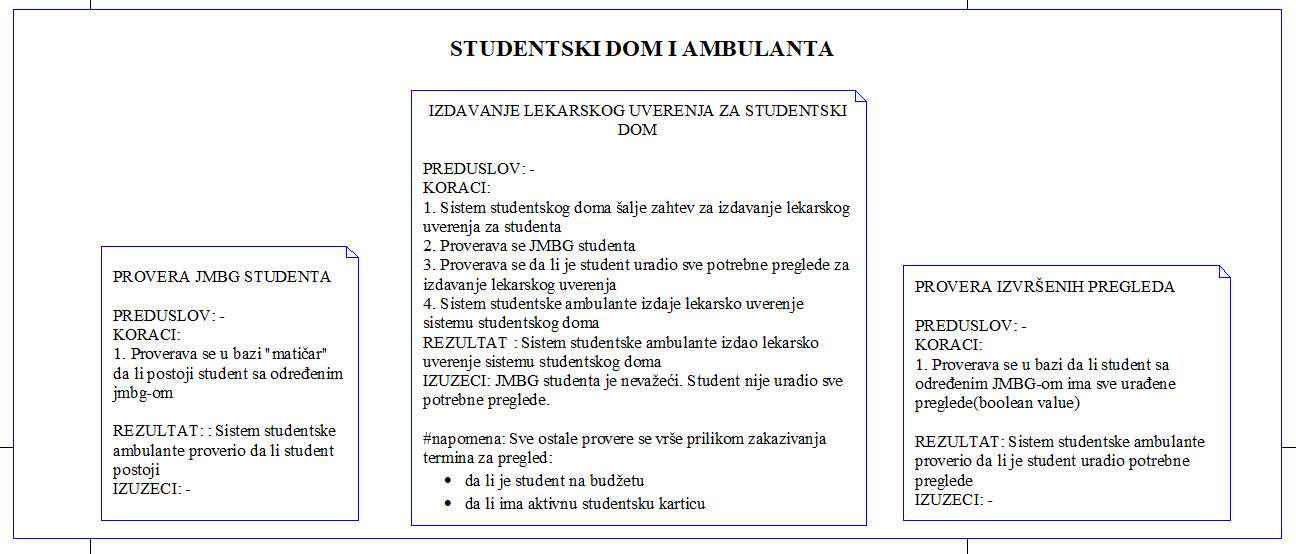 STUDENTSKI DOM I AMBULANTA
PROVERA JMBG STUDENTA
PREDUSLOV: -
KORACI:
1. Proverava se u bazi "matičar"
da li postoji student sa određenim
jmbg-om
REZULTAT: : Sistem studentske
ambulante proverio da li student
postoji
IZUZECI: -
IZDAVANJE LEKARSKOG UVERENJA ZA STUDENTSKI
DOM
PREDUSLOV: -
KORACI:
1. Sistem studentskog doma šalje zahtev za izdavanje lekarskog
uverenja za studenta
2. Proverava se JMBG studenta
3. Proverava se da li je student uradio sve potrebne preglede za
izdavanje lekarskog uverenja
4. Sistem studentske ambulante izdaje lekarsko uverenje
sistemu studentskog doma
REZULTAT : Sistem studentske ambulante izdao lekarsko
uverenje sistemu studentskog doma
IZUZECI: JMBG studenta je nevažeći. Student nije uradio sve
potrebne preglede.
#napomena: Sve ostale provere se vrše prilikom zakazivanja
termina za pregled:
• da li je student na budžetu
• da li ima aktivnu studentsku karticu
PROVERA IZVRŠENIH PREGLEDA
PREDUSLOV: -
KORACI:
1. Proverava se u bazi da li student sa
određenim JMBG-om ima sve urađene
preglede(boolean value)
REZULTAT: Sistem studentske ambulante
proverio da li je student uradio potrebne
preglede
IZUZECI: -